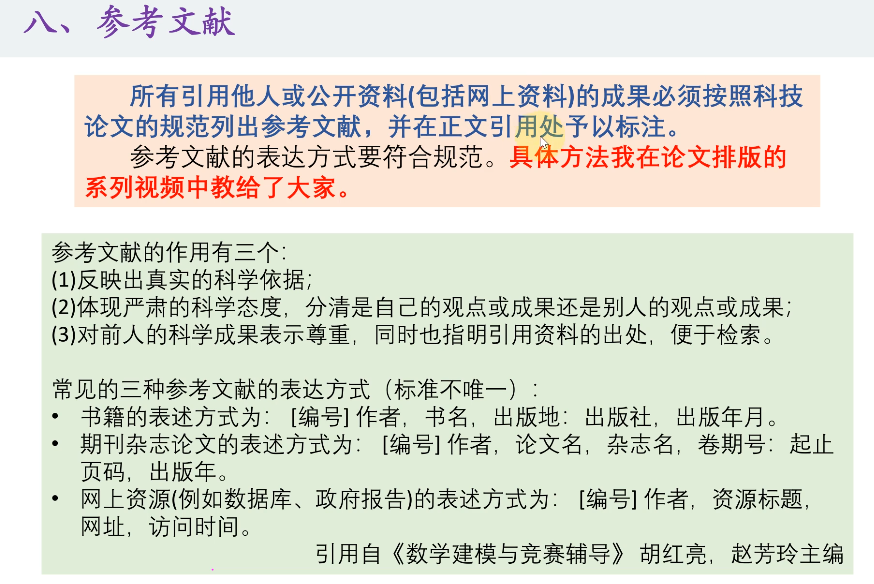 八、参考文献
所有引用他人或公开资料(包括网上资料)的成果必须按照科技
论文的规范列出参考文献，并在正文引用处予以标注。
参考文献的表达方式要符合规范。具体方法我在论文排版的
系列视频中教给了大家。
参考文献的作用有三个：
(1)反映出真实的科学依据；
(2)体现严肃的科学态度，分清是自己的观点或成果还是别人的观点或成果；
(3)对前人的科学成果表示尊重，同时也指明引用资料的出处，便于检索。
常见的三种参考文献的表达方式（标准不唯一）：
• 书籍的表述方式为： [编号] 作者，书名，出版地：出版社，出版年月。
• 期刊杂志论文的表述方式为： [编号] 作者，论文名，杂志名，卷期号：起止
页码，出版年。
• 网上资源(例如数据库、政府报告)的表述方式为： [编号] 作者，资源标题，
网址，访问时间。
引用自《数学建模与竞赛辅导》 胡红亮，赵芳玲主编